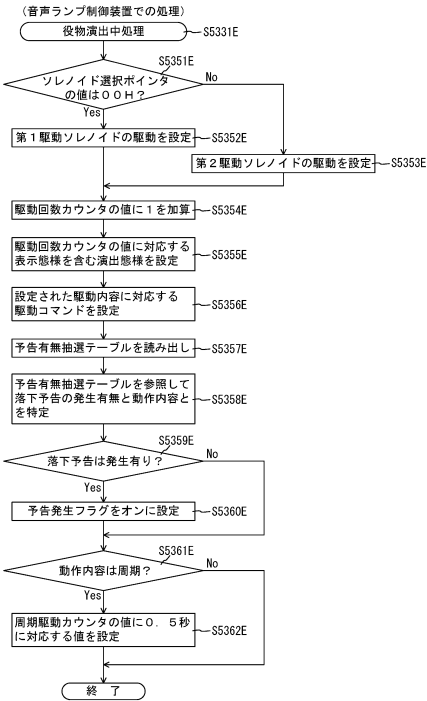 （音声ランプ制御装置での処理）
役物演出中処理
S5331E
S5351E
ソレノイド選択ポインタ
の値は００Ｈ？
No
Yes
第１駆動ソレノイドの駆動を設定
S5352E
第２駆動ソレノイドの駆動を設定
S5353E
駆動回数カウンタの値に１を加算
S5354E
駆動回数カウンタの値に対応する
表示態様を含む演出態様を設定
S5355E
設定された駆動内容に対応する
駆動コマンドを設定
S5356E
予告有無抽選テーブルを読み出し
S5357E
予告有無抽選テーブルを参照して
落下予告の発生有無と動作内容と
を特定
S5358E
S5359E
落下予告は発生有り？
No
Yes
予告発生フラグをオンに設定
S5360E
S5361E
動作内容は周期？
No
Yes
周期駆動カウンタの値に０．５秒
に対応する値を設定
S5362E
終　了